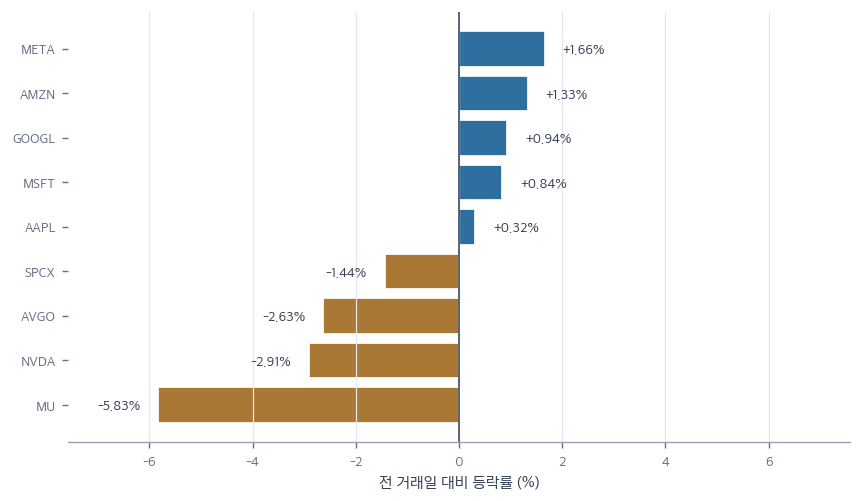 META +1.66%
AMZN +1.33%
GOOGL +0.94%
MSFT +0.84%
AAPL +0.32%
SPCX -1.44%
AVGO -2.63%
NVDA -2.91%
MU -5.83%
-6 -4 -2 0 2 4 6
전 거래일 대비 등락률 (%)